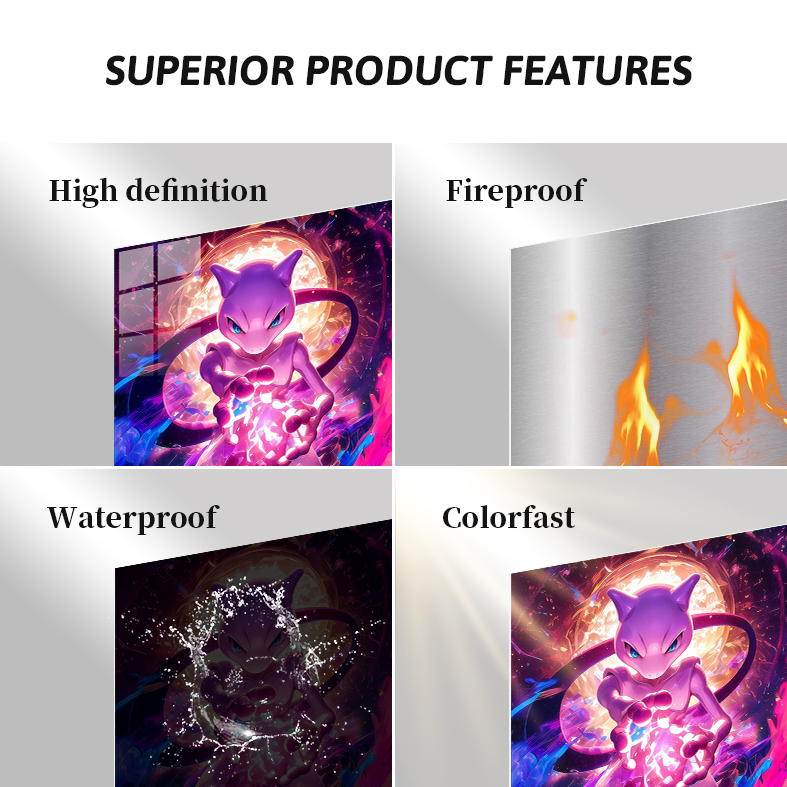 SUPERIOR PRODUCT FEATURES
High definition
Fireproof
Waterproof
Colorfast